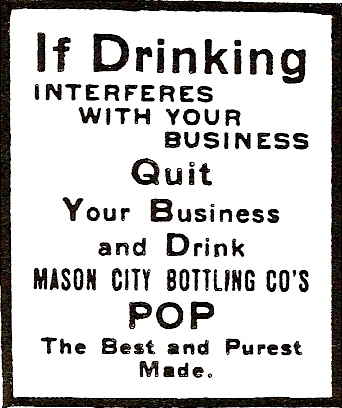 If Drinking
INTERFERES
WITH YOUR
BUSINESS
Quit
Your Business
and Drink
MASON CITY BOTTLING CO'S
POP
The Best and Purest
Made.